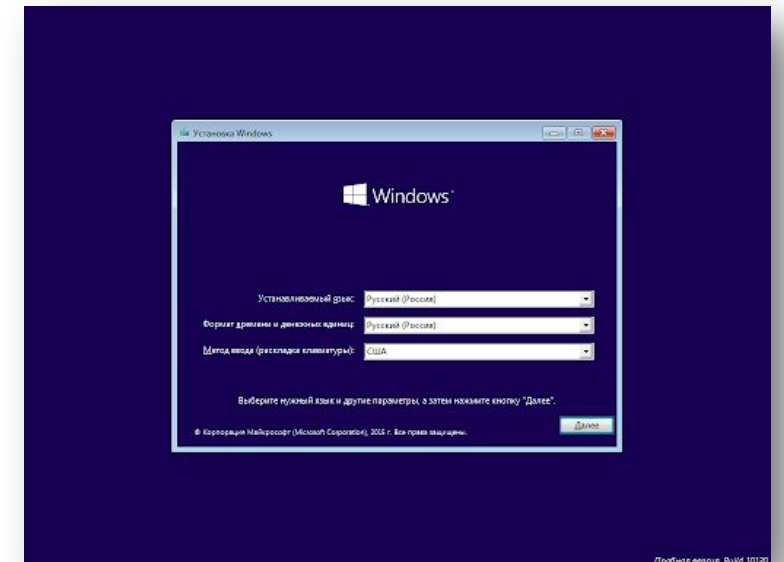 Установка Windows
Windows
Устанавливаемый язык: Русский (Россия)
Формат времени и денежных единиц: Русский (Россия)
Метод ввода (раскладка клавиатуры): США
Выберите нужный язык и другие параметры, а затем нажмите кнопку "Далее".
© Корпорация Майкрософт (Microsoft Corporation), 2015 г. Все права защищены.
Далее
Пробная версия. Build 10130